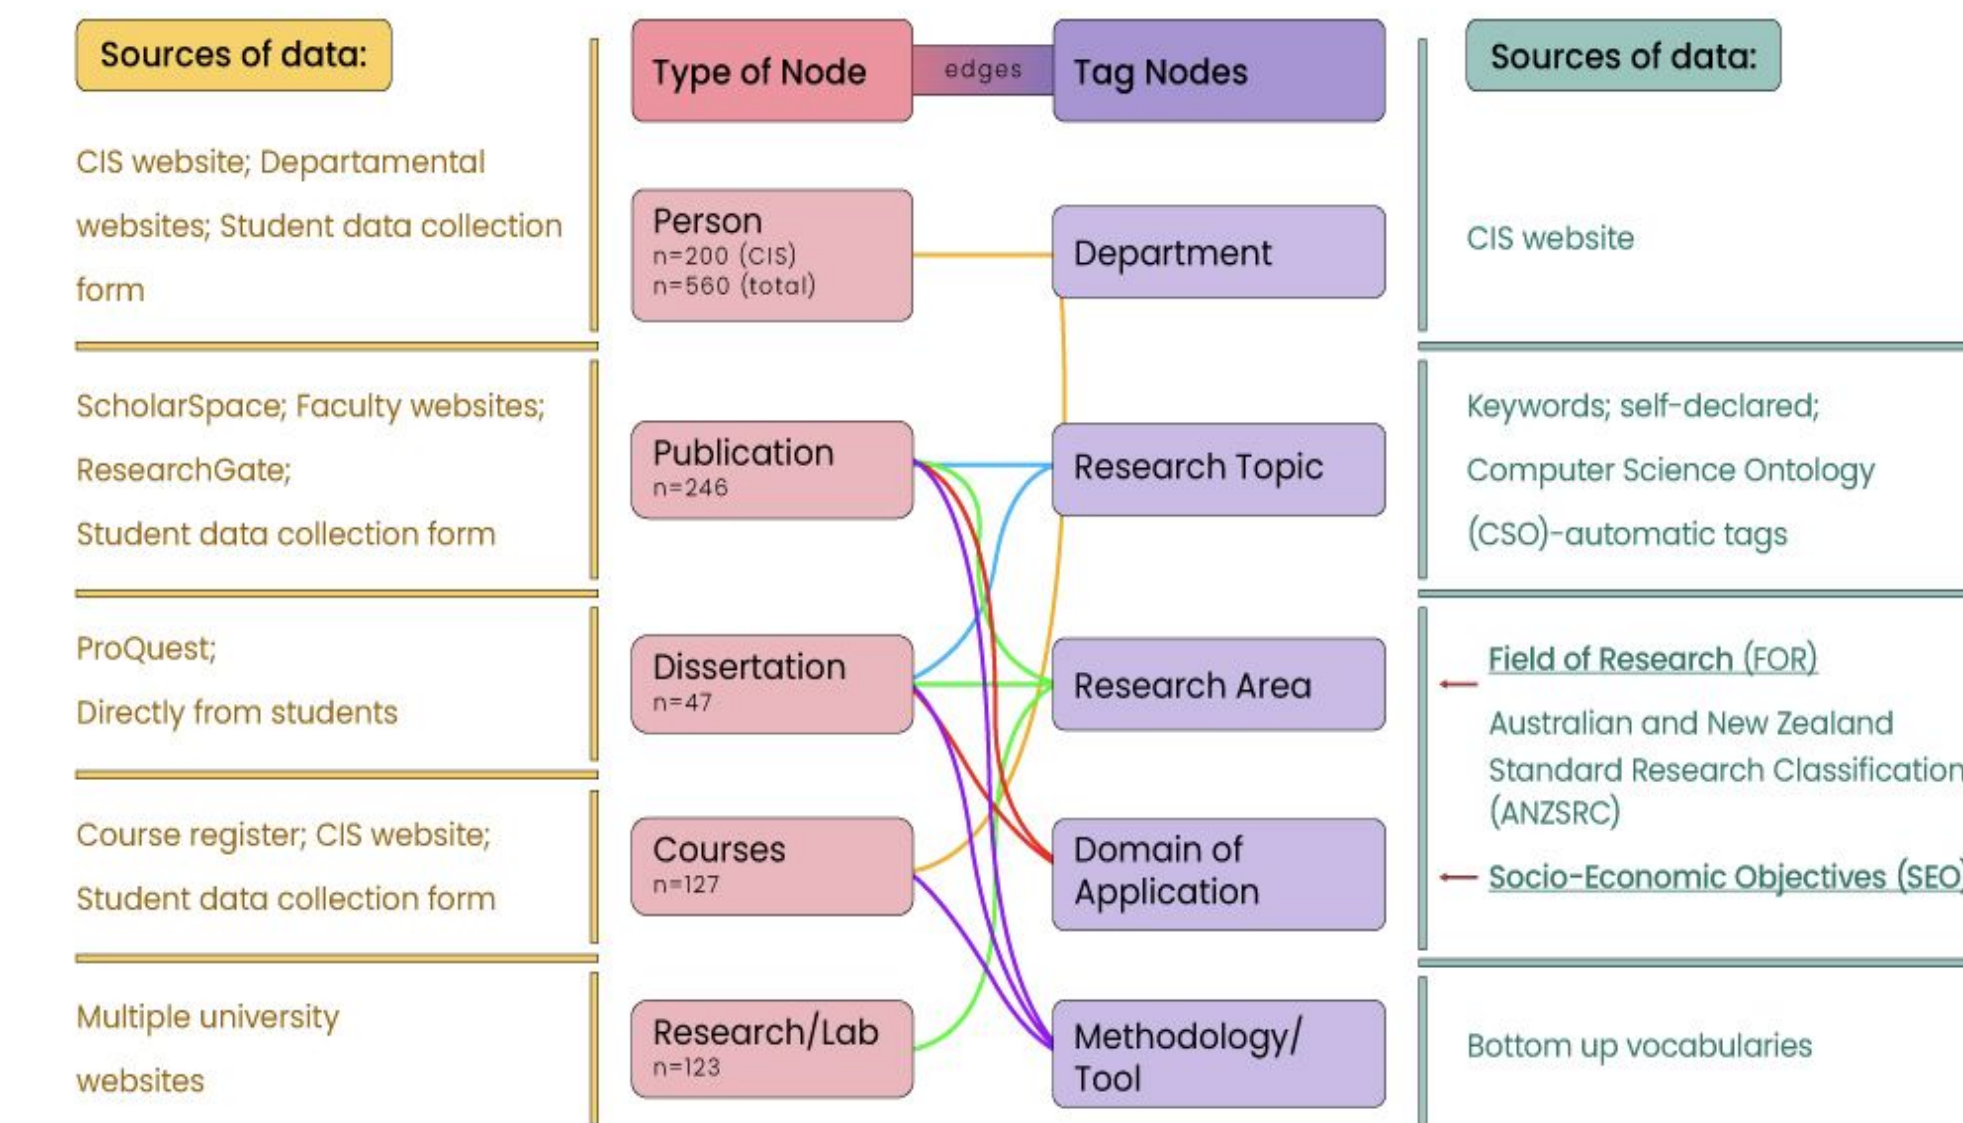 Sources of data:
Type of Node
edges
Tag Nodes
Sources of data:
CIS website; Departamental
websites; Student data collection
form
Person
n=200 (CIS)
n=560 (total)
Department
CIS website
ScholarSpace; Faculty websites;
ResearchGate;
Student data collection form
Publication
n=246
Research Topic
Keywords; self-declared;
Computer Science Ontology
(CSO)-automatic tags
ProQuest;
Directly from students
Dissertation
n=47
Research Area
Field of Research (FOR)
Australian and New Zealand
Standard Research Classification
(ANZSRC)
Course register; CIS website;
Student data collection form
Courses
n=127
Domain of
Application
Socio-Economic Objectives (SEO)
Multiple university
websites
Research/Lab
n=123
Methodology/
Tool
Bottom up vocabularies